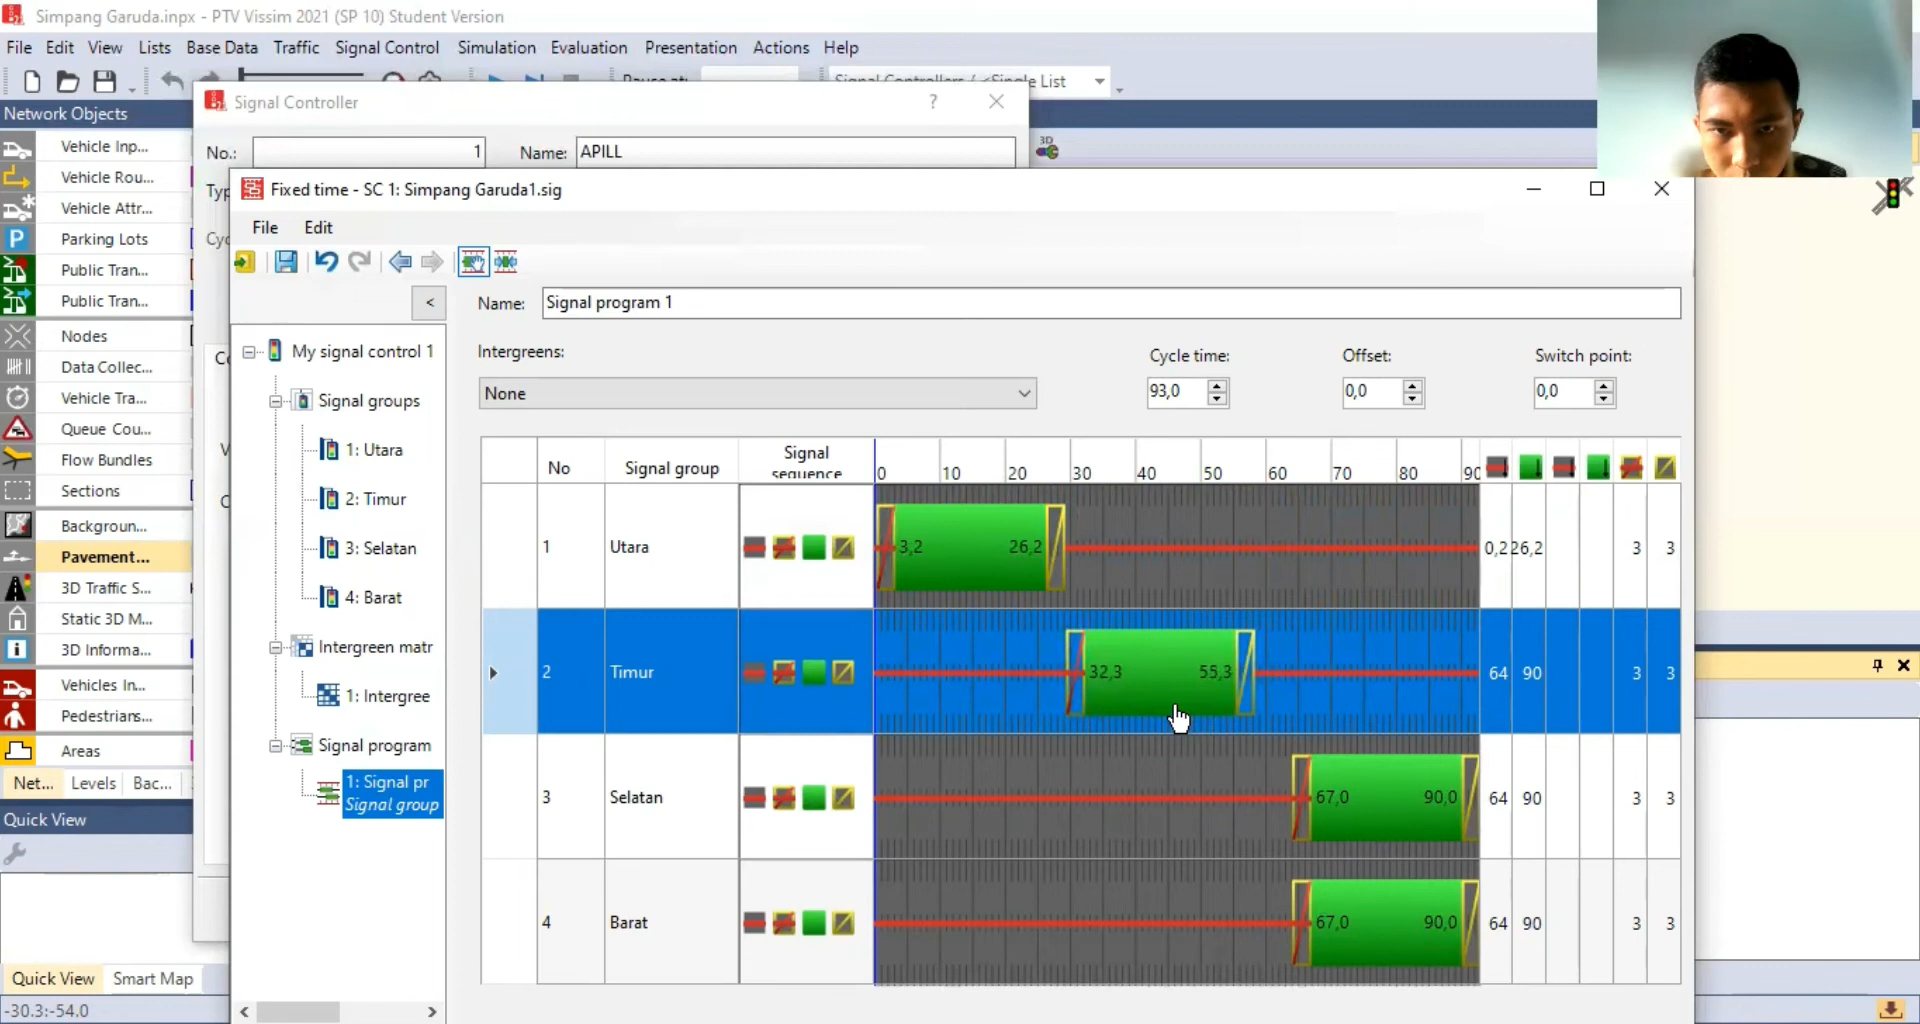 Simpang Garuda.inpx - PTV Vissim 2021 (SP 10) Student Version
File Edit View Lists Base Data Traffic Signal Control Simulation Evaluation Presentation Actions Help
Pause at: Signal Controllers / <Single List
Network Objects
Signal Controller ? 
No.: 1 Name: APILL
3D
Fixed time - SC 1: Simpang Garuda1.sig
File Edit
<
Name: Signal program 1
Intergreens: Cycle time: Offset: Switch point:
None 93,0 0,0 0,0
Vehicle Inp...
Vehicle Rou...
Vehicle Attr...
P Parking Lots
Public Tran...
Public Tran...
Nodes
Data Collec...
Vehicle Tra...
Queue Cou...
Flow Bundles
Sections
Backgroun...
Pavement...
3D Traffic S...
Static 3D M...
3D Informa...
Vehicles In...
Pedestrians...
Areas
Net... Levels Bac...
Quick View
Quick View Smart Map
-30.3:-54.0
My signal control 1
Signal groups
1: Utara
2: Timur
3: Selatan
4: Barat
Intergreen matr
1: Intergree
Signal program
1: Signal pr
Signal group
No Signal group Signal sequence 0 10 20 30 40 50 60 70 80 90
1 Utara 3,2 26,2 0,2 26,2 3 3
2 Timur 32,3 55,3 64 90 3 3
3 Selatan 67,0 90,0 64 90 3 3
4 Barat 67,0 90,0 64 90 3 3